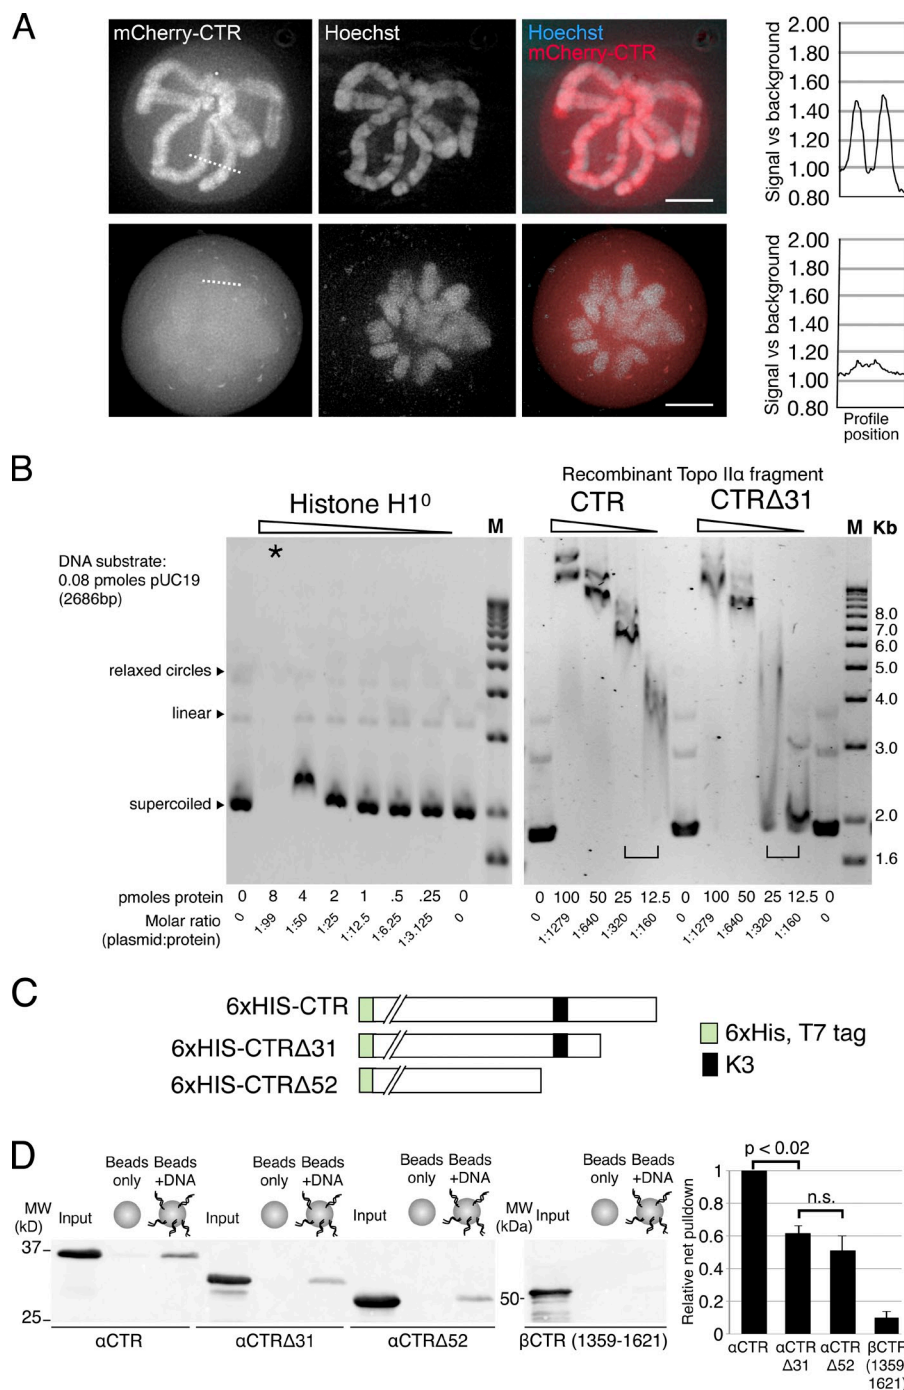 A
mCherry-CTR
Hoechst
Hoechst
mCherry-CTR
Signal vs background
2.00
1.80
1.60
1.40
1.20
1.00
0.80
Signal vs background
2.00
1.80
1.60
1.40
1.20
1.00
0.80
Profile
position
B
Recombinant Topo IIα fragment
Histone H1⁰
CTR
CTRΔ31
M
M
Kb
*
DNA substrate:
0.08 pmoles pUC19
(2686bp)
relaxed circles
linear
supercoiled
8.0
7.0
6.0
5.0
4.0
3.0
2.0
1.6
pmoles protein
0 8 4 2 1 .5 .25 0
0 100 50 25 12.5 0 100 50 25 12.5 0
Molar ratio
(plasmid:protein)
0 1:99 1:50 1:25 1:12.5 1:6.25 1:3.125 0
0 1:1279 1:640 1:320 1:160 0 1:1279 1:640 1:320 1:160 0
C
6xHIS-CTR
6xHIS-CTRΔ31
6xHIS-CTRΔ52
6xHis, T7 tag
K3
D
MW
(kD)
Input
Beads
only
Beads
+DNA
Input
Beads
only
Beads
+DNA
Input
Beads
only
Beads
+DNA
MW
(kDa)
Input
Beads
only
Beads
+DNA
37
25
50-
αCTR
αCTRΔ31
αCTRΔ52
βCTR (1359-1621)
p < 0.02
n.s.
Relative net pulldown
1
0.8
0.6
0.4
0.2
0
αCTR
αCTR
Δ31
αCTR
Δ52
βCTR
(1359
1621)